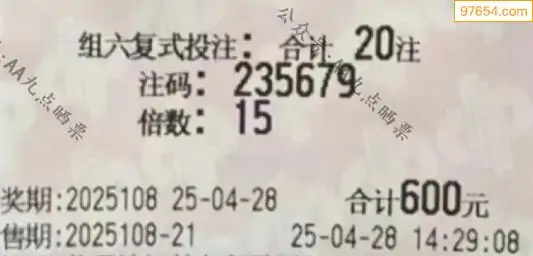 97654.com
组六复式投注: 合计 20注
注码: 235679
倍数: 15
公众:AA九点晒票
奖期:2025108 25-04-28 合计600元
售期:2025108-21 25-04-28 14:29:08